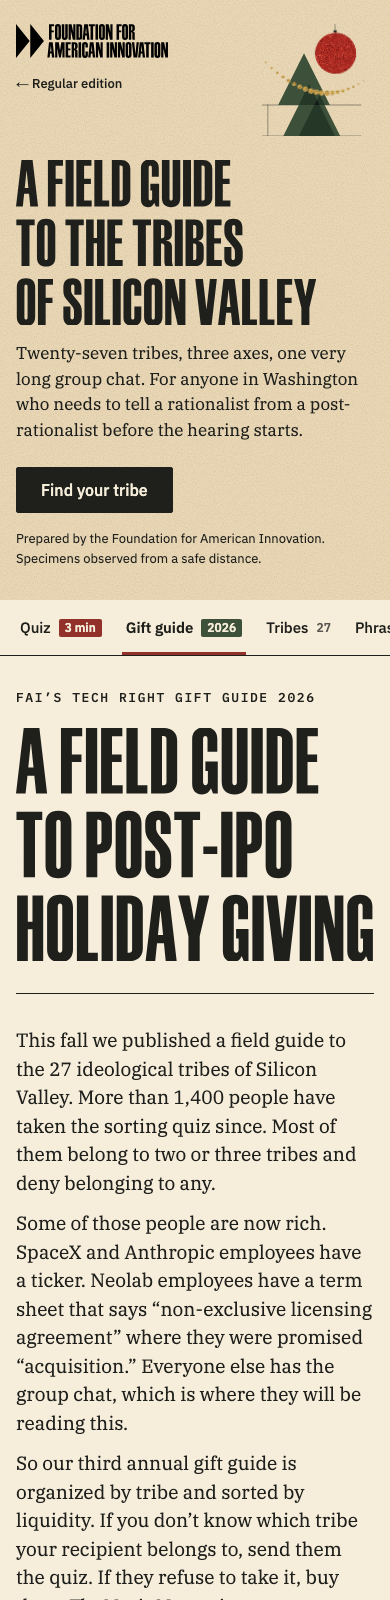 FOUNDATION FOR
AMERICAN INNOVATION
← Regular edition
A FIELD GUIDE
TO THE TRIBES
OF SILICON VALLEY
Twenty-seven tribes, three axes, one very
long group chat. For anyone in Washington
who needs to tell a rationalist from a post-
rationalist before the hearing starts.
Find your tribe
Prepared by the Foundation for American Innovation.
Specimens observed from a safe distance.
Quiz 3 min Gift guide 2026 Tribes 27 Phras
FAI’S TECH RIGHT GIFT GUIDE 2026
A FIELD GUIDE
TO POST-IPO
HOLIDAY GIVING
This fall we published a field guide to
the 27 ideological tribes of Silicon
Valley. More than 1,400 people have
taken the sorting quiz since. Most of
them belong to two or three tribes and
deny belonging to any.
Some of those people are now rich.
SpaceX and Anthropic employees have
a ticker. Neolab employees have a term
sheet that says “non-exclusive licensing
agreement” where they were promised
“acquisition.” Everyone else has the
group chat, which is where they will be
reading this.
So our third annual gift guide is
organized by tribe and sorted by
liquidity. If you don’t know which tribe
your recipient belongs to, send them
the quiz. If they refuse to take it, buy